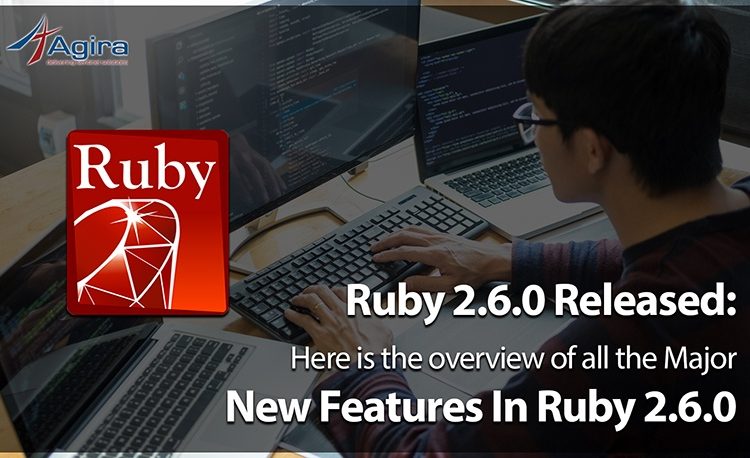 Agira
Ruby
Ruby 2.6.0 Released:
Here is the overview of all the Major
New Features In Ruby 2.6.0